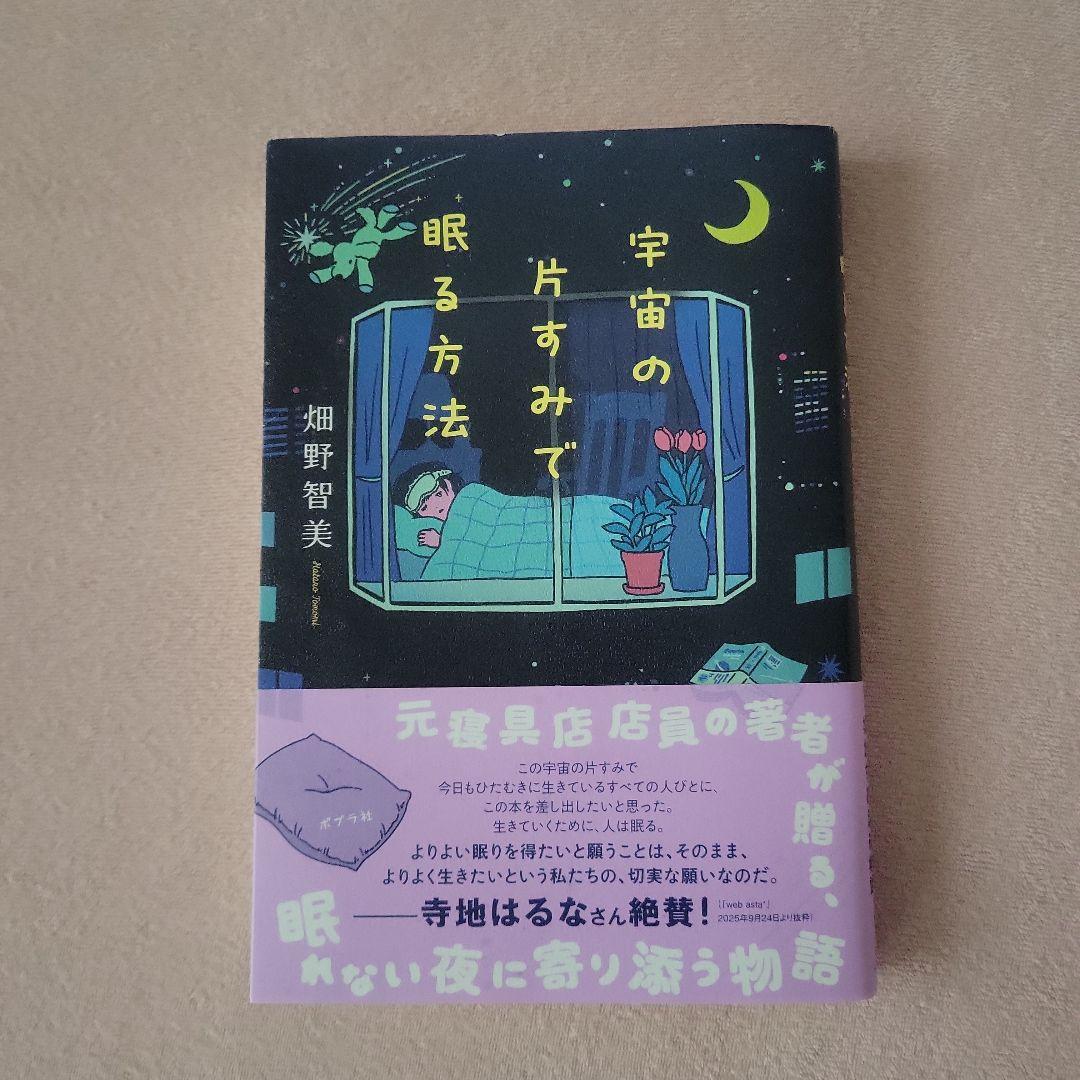 宇宙の
片すみで
眠る方法
畑野智美
Hatano Tomomi
元寝具店店員の著者が贈る、
この宇宙の片すみで
今日もひたむきに生きているすべての人びとに、
この本を差し出したいと思った。
生きていくために、人は眠る。
よりよい眠りを得たいと願うことは、そのまま、
よりよく生きたいという私たちの、切実な願いなのだ。
――寺地はるなさん絶賛！
（「web asta*」
2025年9月24日より抜粋）
眠れない夜に寄り添う物語
ポプラ社